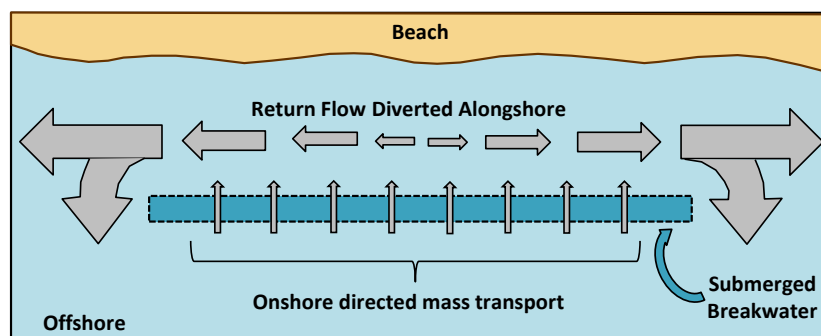 Beach
Return Flow Diverted Alongshore
Onshore directed mass transport
Submerged
Breakwater
Offshore